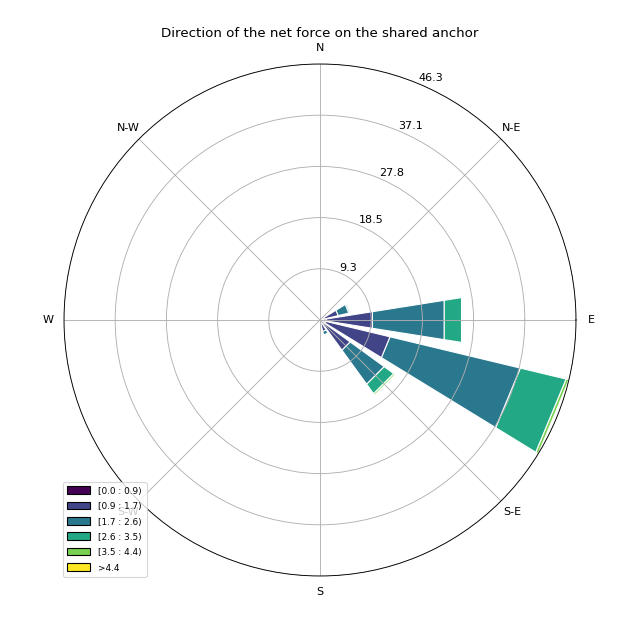 Direction of the net force on the shared anchor
N
46.3
N-W
N-E
37.1
27.8
18.5
9.3
W
E
[0.0 : 0.9)
[0.9 : 1.7)
[1.7 : 2.6)
[2.6 : 3.5)
[3.5 : 4.4)
>4.4
S-W
S-E
S